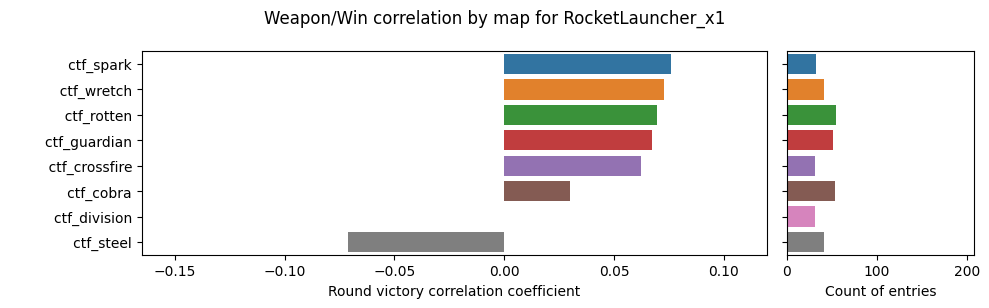 Weapon/Win correlation by map for RocketLauncher_x1
ctf_spark
ctf_wretch
ctf_rotten
ctf_guardian
ctf_crossfire
ctf_cobra
ctf_division
ctf_steel
−0.15 −0.10 −0.05 0.00 0.05 0.10
0 100 200
Round victory correlation coefficient
Count of entries